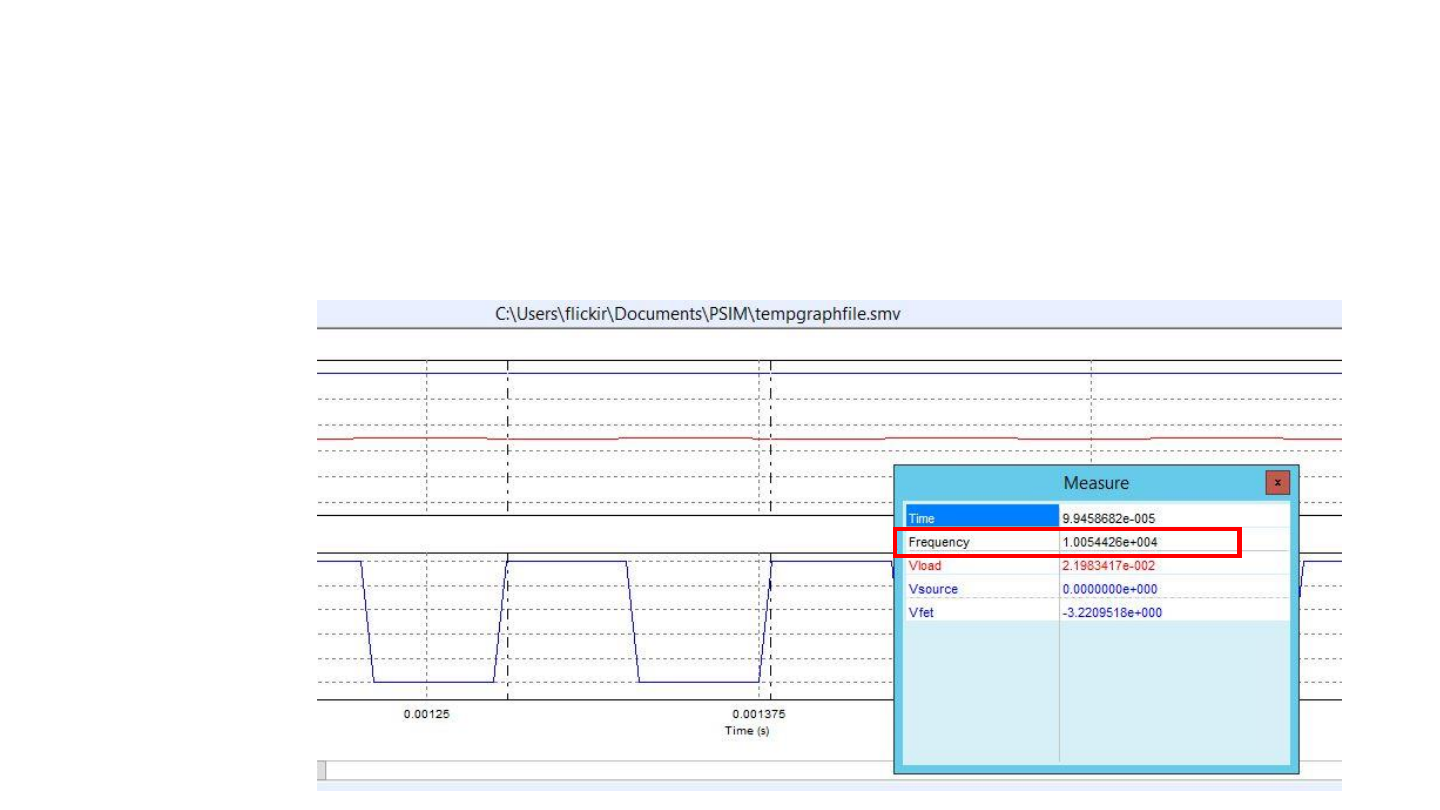 C:\Users\flickir\Documents\PSIM\tempgraphfile.smv
Measure
x
Time 9.9458682e-005
Frequency 1.0054426e+004
Vload 2.1983417e-002
Vsource 0.0000000e+000
Vfet -3.2209518e+000
0.00125 0.001375
Time (s)